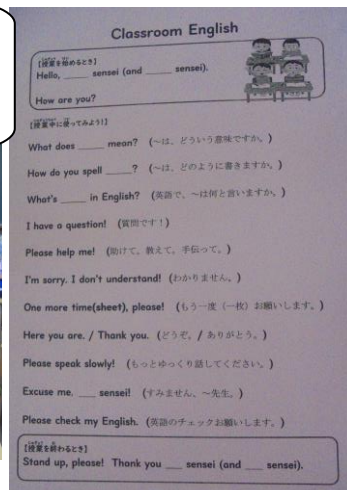 Classroom English
【授業を始めるとき】
Hello, _____ sensei (and _____ sensei).
How are you?
【授業中に使ってみよう!】
What does _____ mean? (~は、どういう意味ですか。)
How do you spell _____? (~は、どのように書きますか。)
What's _____ in English? (英語で、~は何と言いますか。)
I have a question! (質問です!)
Please help me! (助けて。教えて。手伝って。)
I'm sorry. I don't understand! (わかりません。)
One more time(sheet), please! (もう一度(一枚)お願いします。)
Here you are. / Thank you. (どうぞ。/ ありがとう。)
Please speak slowly! (もっとゆっくり話してください。)
Excuse me. ___ sensei! (すみません、~先生。)
Please check my English. (英語のチェックお願いします。)
【授業を終わるとき】
Stand up, please! Thank you ___ sensei (and ___ sensei).